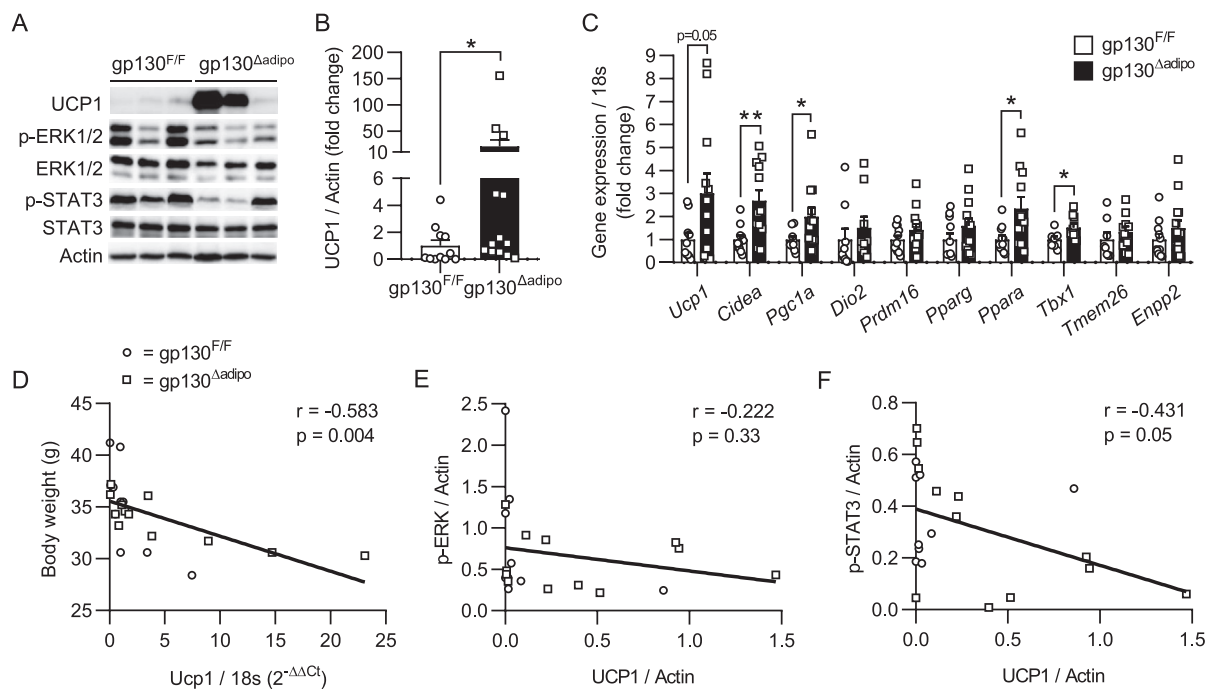 A
gp130F/F gp130Δadipo
UCP1
p-ERK1/2
ERK1/2
p-STAT3
STAT3
Actin
B
UCP1 / Actin (fold change)
200
150
100
50
10
6
4
2
0
*
gp130F/F gp130Δadipo
C
Gene expression / 18s
(fold change)
9
8
7
6
5
4
3
2
1
0
p=0.05
**
*
*
*
gp130F/F
gp130Δadipo
Ucp1
Cidea
Pgc1a
Dio2
Prdm16
Pparg
Ppara
Tbx1
Tmem26
Enpp2
= gp130F/F
= gp130Δadipo
D
Body weight (g)
45
40
35
30
25
r = -0.583
p = 0.004
0 5 10 15 20 25
Ucp1 / 18s (2-ΔΔCt)
E
p-ERK / Actin
2.5
2.0
1.5
1.0
0.5
0.0
r = -0.222
p = 0.33
0.0 0.5 1.0 1.5
UCP1 / Actin
F
p-STAT3 / Actin
0.8
0.6
0.4
0.2
0.0
r = -0.431
p = 0.05
0.0 0.5 1.0 1.5
UCP1 / Actin